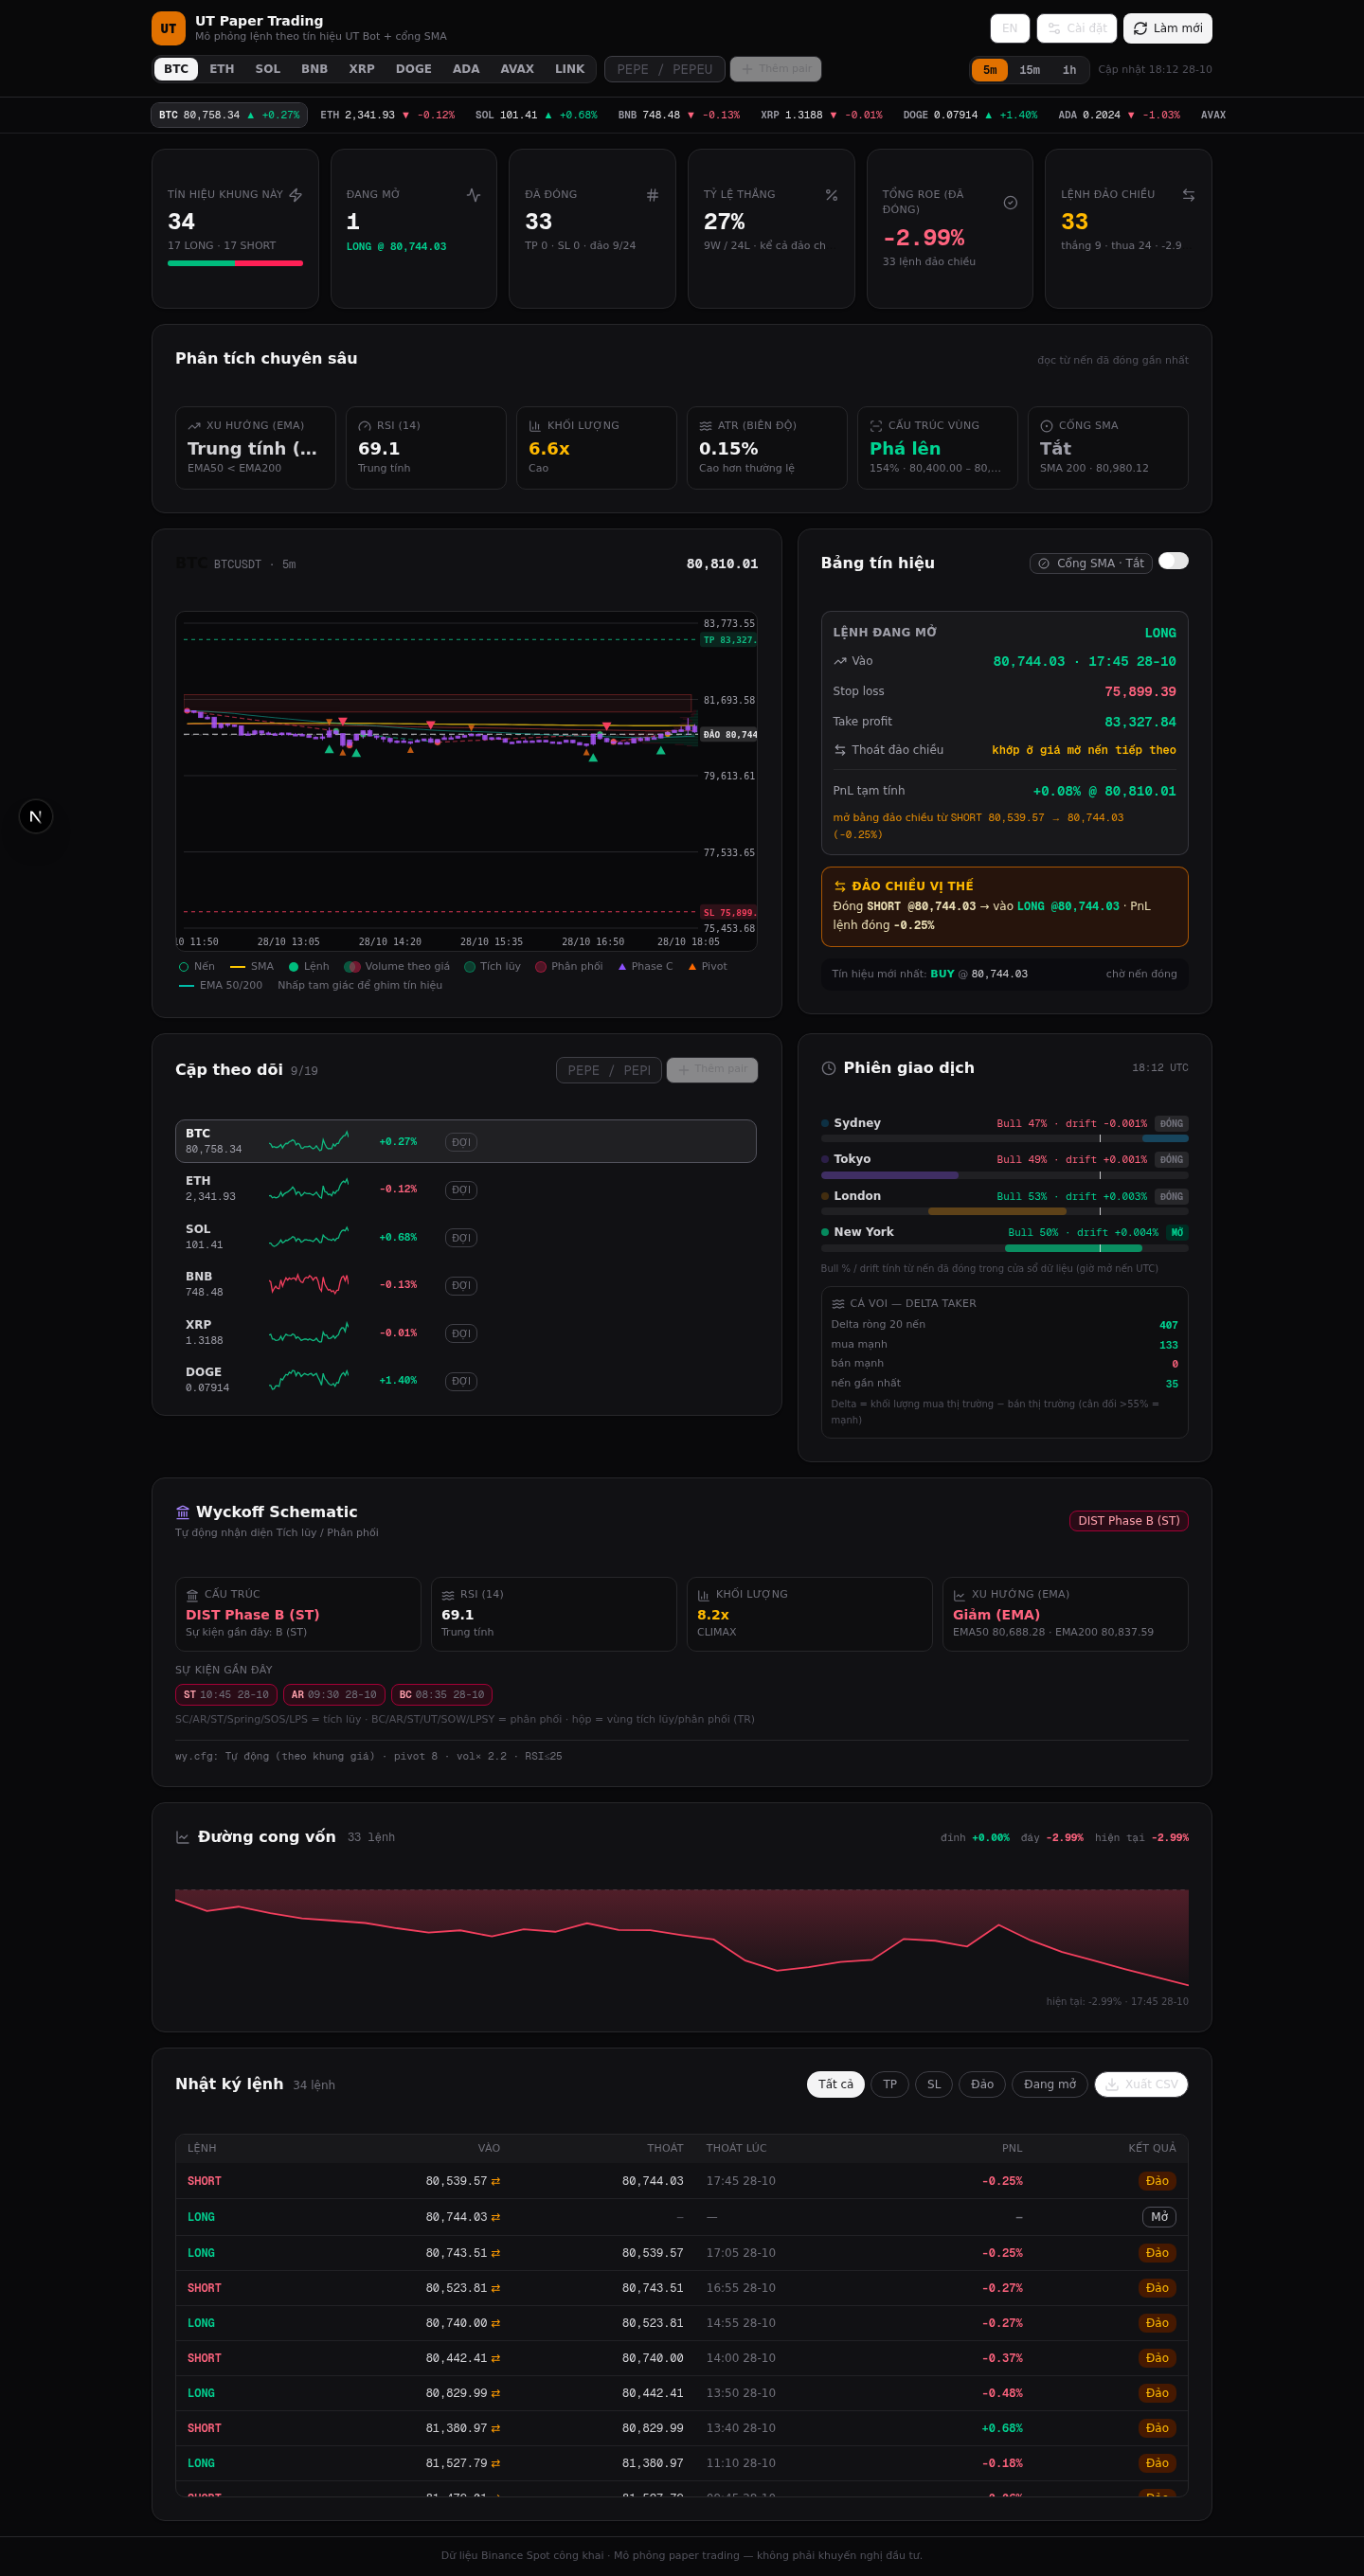 UT
UT Paper Trading
Mô phỏng lệnh theo tín hiệu UT Bot + cổng SMA
EN
Cài đặt
Làm mới
BTC ETH SOL BNB XRP DOGE ADA AVAX LINK
PEPE / PEPEU
Thêm pair
5m 15m 1h
Cập nhật 18:12 28-10
BTC 80,758.34 ▲ +0.27% ETH 2,341.93 ▼ -0.12% SOL 101.41 ▲ +0.68% BNB 748.48 ▼ -0.13% XRP 1.3188 ▼ -0.01% DOGE 0.07914 ▲ +1.40% ADA 0.2024 ▼ -1.03% AVAX
TÍN HIỆU KHUNG NÀY
34
17 LONG · 17 SHORT
ĐANG MỞ
1
LONG @ 80,744.03
ĐÃ ĐÓNG
33
TP 0 · SL 0 · đảo 9/24
TỶ LỆ THẮNG
27%
9W / 24L · kể cả đảo ch
TỔNG ROE (ĐÃ
ĐÓNG)
-2.99%
33 lệnh đảo chiều
LỆNH ĐẢO CHIỀU
33
thắng 9 · thua 24 · -2.9
Phân tích chuyên sâu
đọc từ nến đã đóng gần nhất
XU HƯỚNG (EMA)
Trung tính (...
EMA50 < EMA200
RSI (14)
69.1
Trung tính
KHỐI LƯỢNG
6.6x
Cao
ATR (BIÊN ĐỘ)
0.15%
Cao hơn thường lệ
CẤU TRÚC VÙNG
Phá lên
154% · 80,400.00 – 80,...
CỔNG SMA
Tắt
SMA 200 · 80,980.12
BTC BTCUSDT · 5m
80,810.01
83,773.55
TP 83,327.
81,693.58
ĐẢO 80,744
79,613.61
77,533.65
SL 75,899.
75,453.68
10 11:50 28/10 13:05 28/10 14:20 28/10 15:35 28/10 16:50 28/10 18:05
Nến SMA Lệnh Volume theo giá Tích lũy Phân phối Phase C Pivot
EMA 50/200 Nhấp tam giác để ghim tín hiệu
Bảng tín hiệu
Cổng SMA · Tắt
LỆNH ĐANG MỞ LONG
Vào 80,744.03 · 17:45 28-10
Stop loss 75,899.39
Take profit 83,327.84
Thoát đảo chiều khớp ở giá mở nến tiếp theo
PnL tạm tính +0.08% @ 80,810.01
mở bằng đảo chiều từ SHORT 80,539.57 → 80,744.03
(-0.25%)
ĐẢO CHIỀU VỊ THẾ
Đóng SHORT @80,744.03 → vào LONG @80,744.03 · PnL
lệnh đóng -0.25%
Tín hiệu mới nhất: BUY @ 80,744.03 chờ nến đóng
Cặp theo dõi 9/19
PEPE / PEPI
Thêm pair
BTC
80,758.34 +0.27% ĐỢI
ETH
2,341.93 -0.12% ĐỢI
SOL
101.41 +0.68% ĐỢI
BNB
748.48 -0.13% ĐỢI
XRP
1.3188 -0.01% ĐỢI
DOGE
0.07914 +1.40% ĐỢI
Phiên giao dịch
18:12 UTC
Sydney Bull 47% · drift -0.001% ĐÓNG
Tokyo Bull 49% · drift +0.001% ĐÓNG
London Bull 53% · drift +0.003% ĐÓNG
New York Bull 50% · drift +0.004% MỞ
Bull % / drift tính từ nến đã đóng trong cửa sổ dữ liệu (giờ mở nến UTC)
CÁ VOI — DELTA TAKER
Delta ròng 20 nến 407
mua mạnh 133
bán mạnh 0
nến gần nhất 35
Delta = khối lượng mua thị trường − bán thị trường (cân đối >55% =
mạnh)
Wyckoff Schematic
Tự động nhận diện Tích lũy / Phân phối
DIST Phase B (ST)
CẤU TRÚC
DIST Phase B (ST)
Sự kiện gần đây: B (ST)
RSI (14)
69.1
Trung tính
KHỐI LƯỢNG
8.2x
CLIMAX
XU HƯỚNG (EMA)
Giảm (EMA)
EMA50 80,688.28 · EMA200 80,837.59
SỰ KIỆN GẦN ĐÂY
ST 10:45 28-10 AR 09:30 28-10 BC 08:35 28-10
SC/AR/ST/Spring/SOS/LPS = tích lũy · BC/AR/ST/UT/SOW/LPSY = phân phối · hộp = vùng tích lũy/phân phối (TR)
wy.cfg: Tự động (theo khung giá) · pivot 8 · vol× 2.2 · RSI≤25
Đường cong vốn 33 lệnh
đỉnh +0.00% đáy -2.99% hiện tại -2.99%
hiện tại: -2.99% · 17:45 28-10
Nhật ký lệnh 34 lệnh
Tất cả TP SL Đảo Đang mở Xuất CSV
LỆNH VÀO THOÁT THOÁT LÚC PNL KẾT QUẢ
SHORT 80,539.57 ⇄ 80,744.03 17:45 28-10 -0.25% Đảo
LONG 80,744.03 ⇄ — — — Mở
LONG 80,743.51 ⇄ 80,539.57 17:05 28-10 -0.25% Đảo
SHORT 80,523.81 ⇄ 80,743.51 16:55 28-10 -0.27% Đảo
LONG 80,740.00 ⇄ 80,523.81 14:55 28-10 -0.27% Đảo
SHORT 80,442.41 ⇄ 80,740.00 14:00 28-10 -0.37% Đảo
LONG 80,829.99 ⇄ 80,442.41 13:50 28-10 -0.48% Đảo
SHORT 81,380.97 ⇄ 80,829.99 13:40 28-10 +0.68% Đảo
LONG 81,527.79 ⇄ 81,380.97 11:10 28-10 -0.18% Đảo
Dữ liệu Binance Spot công khai · Mô phỏng paper trading — không phải khuyến nghị đầu tư.